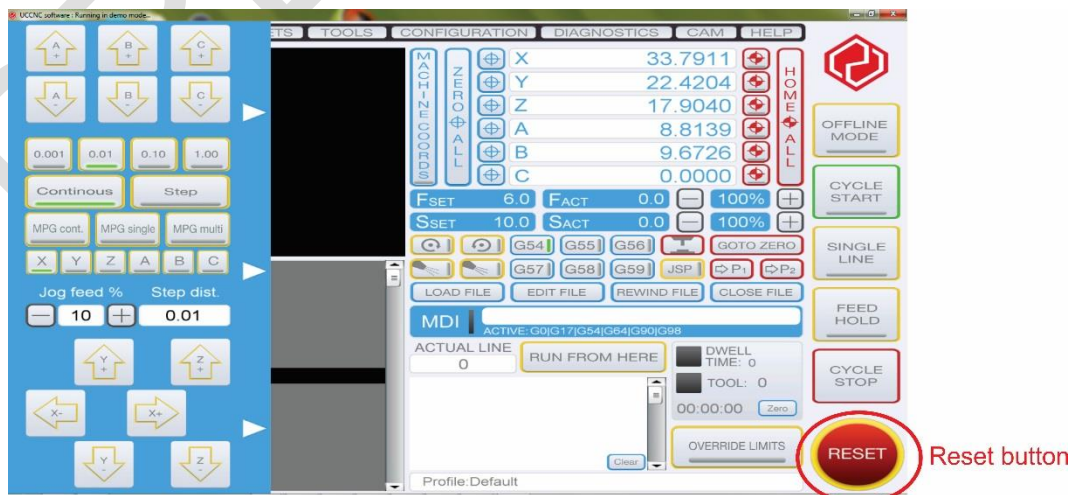 UCCNC software : Running in demo mode...
TS TOOLS CONFIGURATION DIAGNOSTICS CAM HELP
A + B + C +
A - B - C -
0.001 0.01 0.10 1.00
Continous Step
MPG cont. MPG single MPG multi
X Y Z A B C
Jog feed % Step dist.
10 0.01
Y + Z +
X- X+
Y - Z -
MACHINE COORDS
ZERO ALL
X 33.7911
Y 22.4204
Z 17.9040
A 8.8139
B 9.6726
C 0.0000
HOME ALL
FSET 6.0 FACT 0.0 100%
SSET 10.0 SACT 0.0 100%
G54 G55 G56 GOTO ZERO
G57 G58 G59 JSP P1 P2
LOAD FILE EDIT FILE REWIND FILE CLOSE FILE
MDI
ACTIVE: G0|G17|G54|G64|G90|G98
ACTUAL LINE
0
RUN FROM HERE
DWELL
TIME: 0
TOOL: 0
00:00:00 Zero
Clear
OVERRIDE LIMITS
Profile:Default
OFFLINE
MODE
CYCLE
START
SINGLE
LINE
FEED
HOLD
CYCLE
STOP
RESET
Reset button